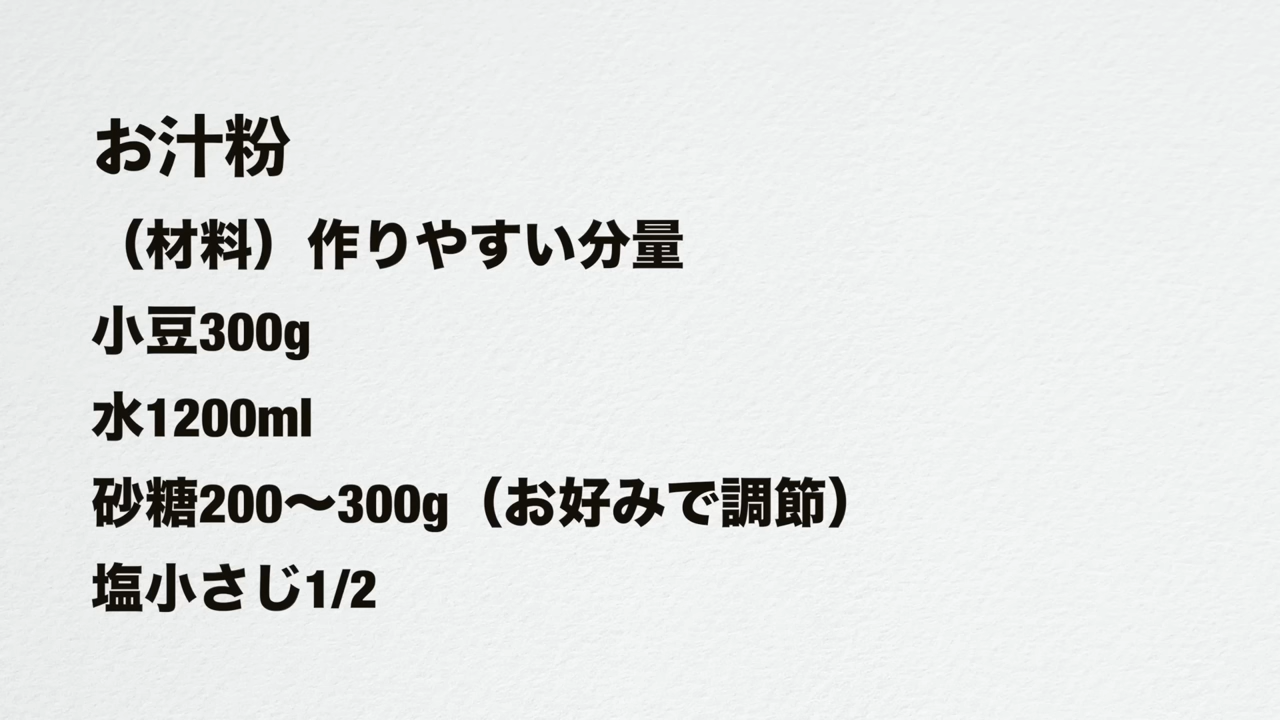 お汁粉
（材料）作りやすい分量
小豆300g
水1200ml
砂糖200〜300g（お好みで調節）
塩小さじ1/2